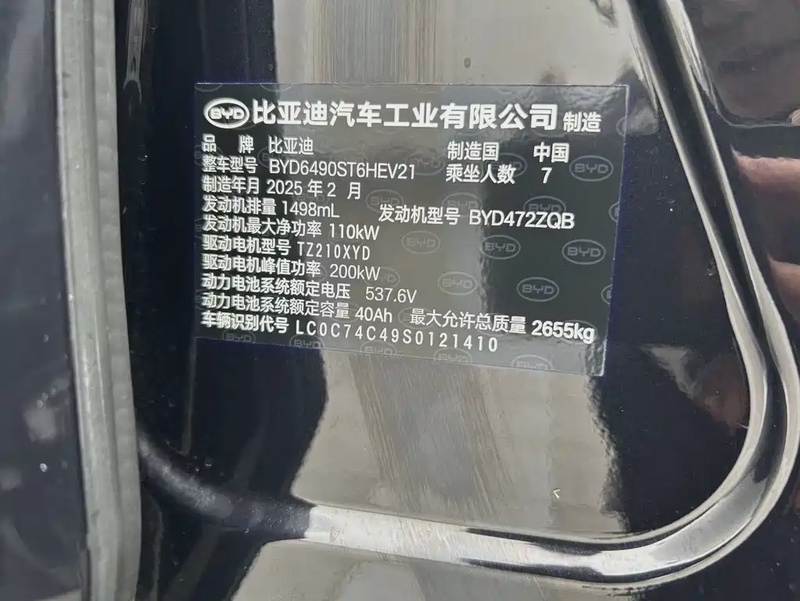 BYD 比亚迪汽车工业有限公司 制造
品 牌 比亚迪 制造国 中国
整车型号 BYD6490ST6HEV21 乘坐人数 7
制造年月 2025 年 2 月
发动机排量 1498mL 发动机型号 BYD472ZQB
发动机最大净功率 110kW
驱动电机型号 TZ210XYD
驱动电机峰值功率 200kW
动力电池系统额定电压 537.6V
动力电池系统额定容量 40Ah 最大允许总质量 2655kg
车辆识别代号 LC0C74C49S0121410